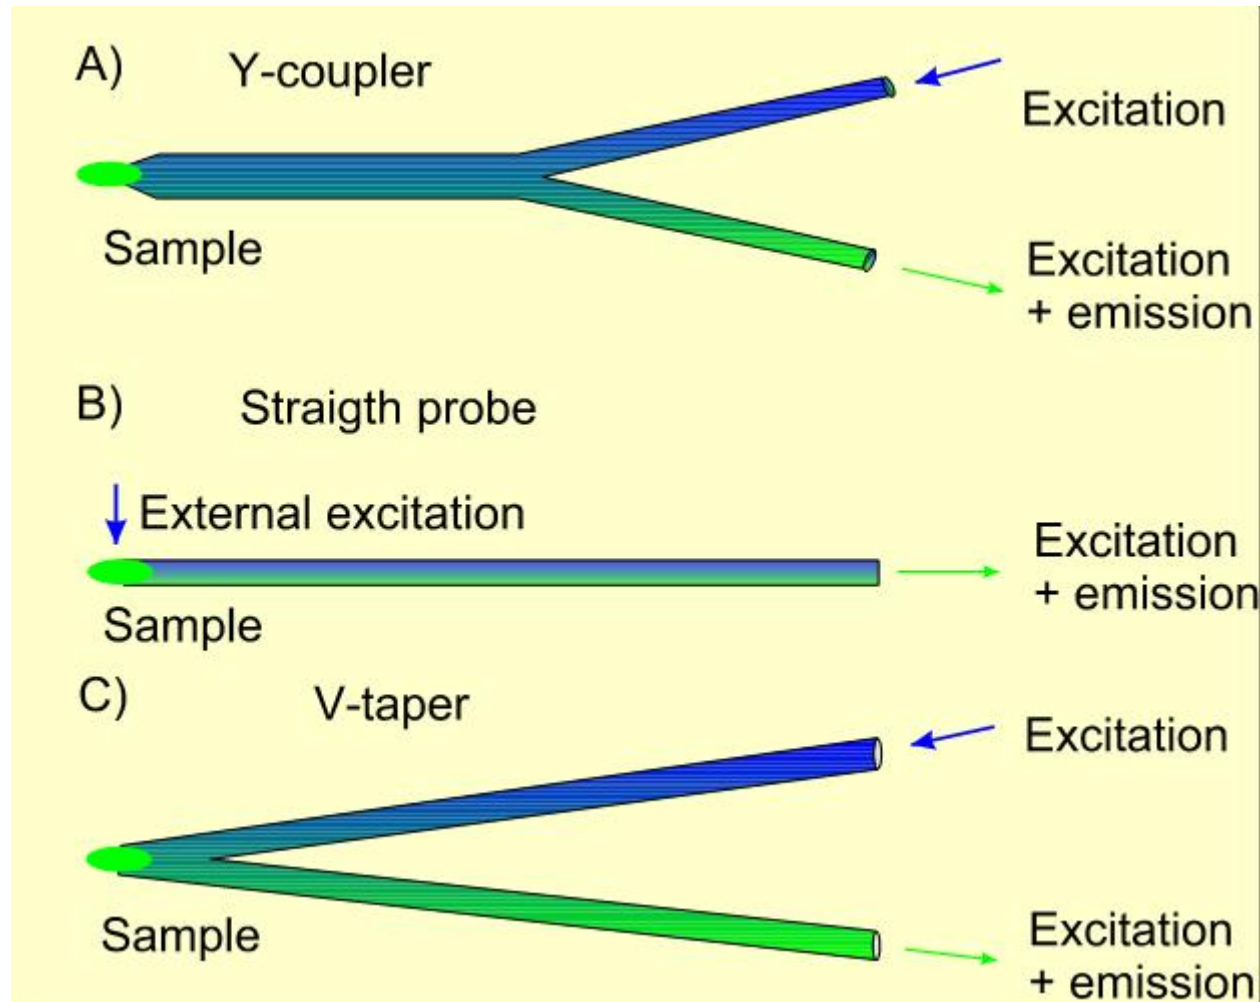 A) Y-coupler
Excitation
Sample
Excitation
+ emission
B) Straigth probe
External excitation
Excitation
+ emission
Sample
C) V-taper
Excitation
Sample
Excitation
+ emission